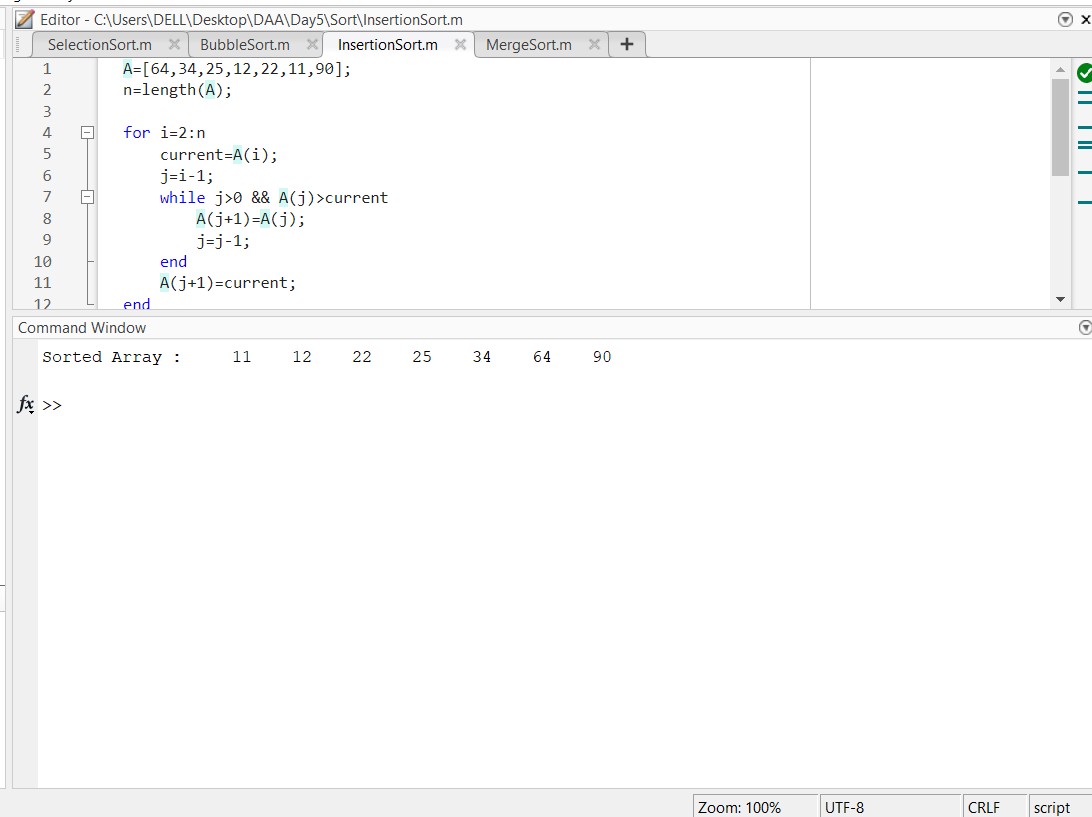 Editor - C:\Users\DELL\Desktop\DAA\Day5\Sort\InsertionSort.m
SelectionSort.m BubbleSort.m InsertionSort.m MergeSort.m +
1 A=[64,34,25,12,22,11,90];
2 n=length(A);
3
4 for i=2:n
5 current=A(i);
6 j=i-1;
7 while j>0 && A(j)>current
8 A(j+1)=A(j);
9 j=j-1;
10 end
11 A(j+1)=current;
12 end
Command Window
Sorted Array : 11 12 22 25 34 64 90
fx >>
Zoom: 100% UTF-8 CRLF script